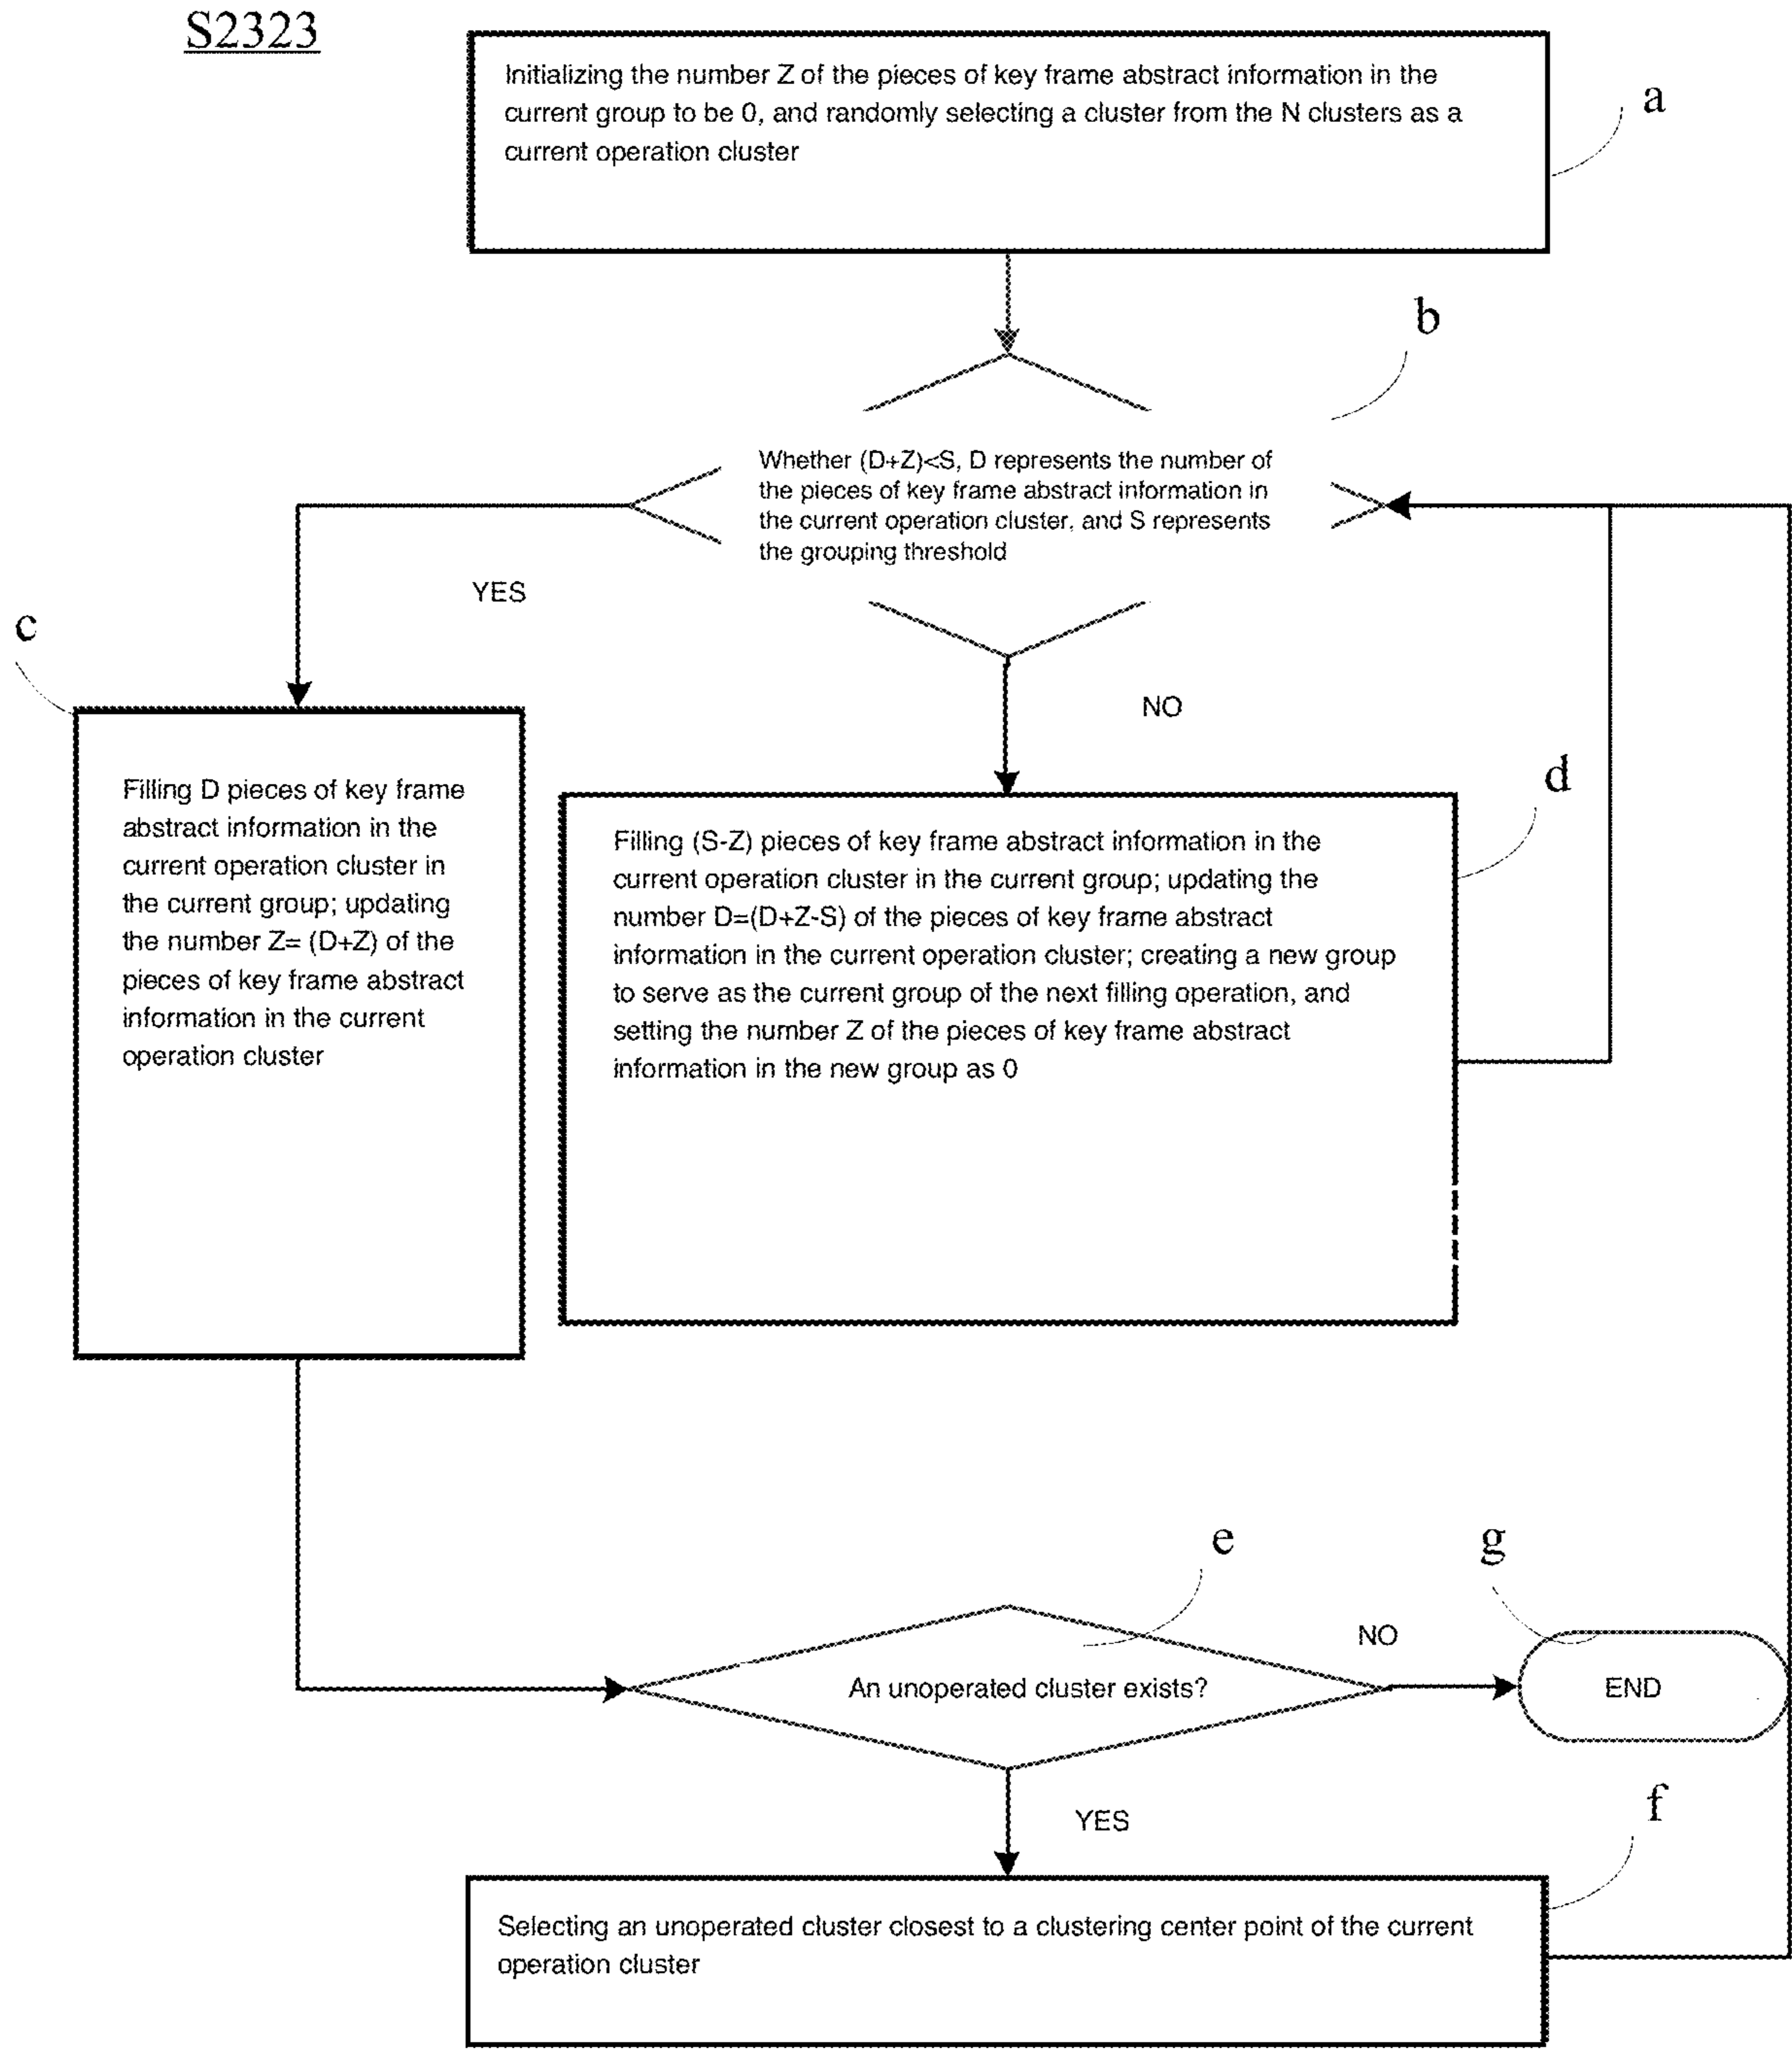 S2323
Initializing the number Z of the pieces of key frame abstract information in the
current group to be 0, and randomly selecting a cluster from the N clusters as a
current operation cluster
a
b
Whether (D+Z)<S, D represents the number of
the pieces of key frame abstract information in
the current operation cluster, and S represents
the grouping threshold
YES
c
NO
d
Filling D pieces of key frame
abstract information in the
current operation cluster in
the current group; updating
the number Z= (D+Z) of the
pieces of key frame abstract
information in the current
operation cluster
Filling (S-Z) pieces of key frame abstract information in the
current operation cluster in the current group; updating the
number D=(D+Z-S) of the pieces of key frame abstract
information in the current operation cluster; creating a new group
to serve as the current group of the next filling operation, and
setting the number Z of the pieces of key frame abstract
information in the new group as 0
e
g
NO
An unoperated cluster exists?
END
YES
f
Selecting an unoperated cluster closest to a clustering center point of the current
operation cluster